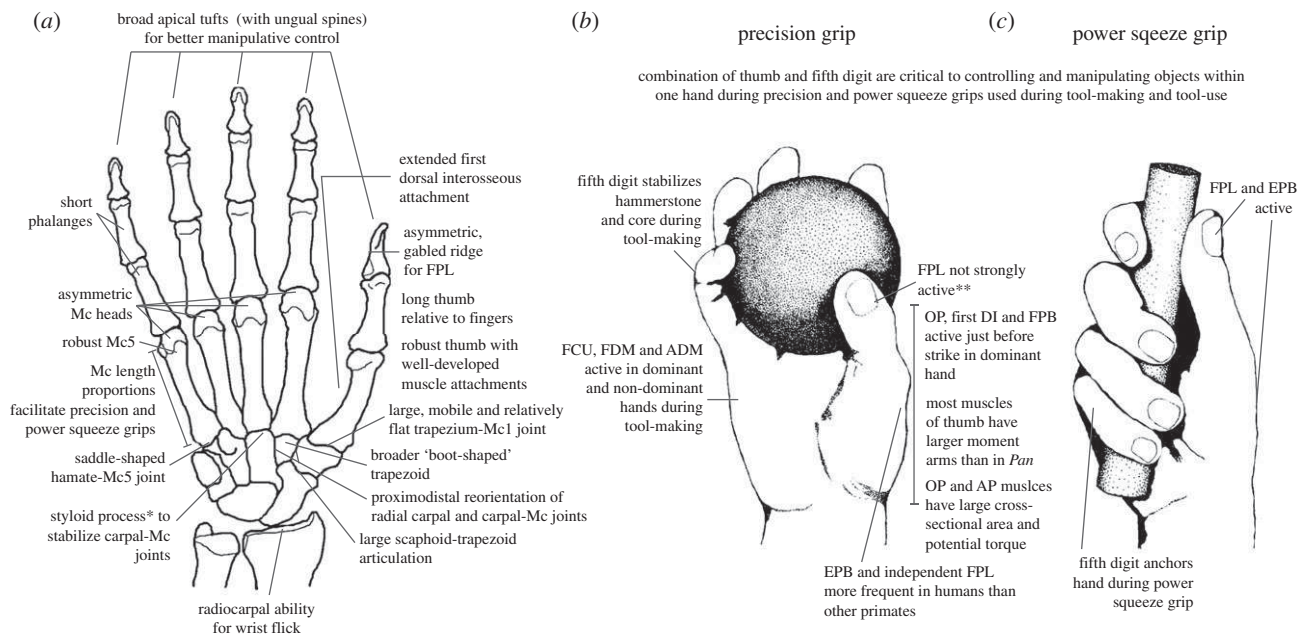 (a)
broad apical tufts (with ungual spines)
for better manipulative control
short
phalanges
asymmetric
Mc heads
robust Mc5
Mc length
proportions
facilitate precision and
power squeeze grips
saddle-shaped
hamate-Mc5 joint
styloid process* to
stabilize carpal-Mc
joints
radiocarpal ability
for wrist flick
extended first
dorsal interosseous
attachment
asymmetric,
gabled ridge
for FPL
long thumb
relative to fingers
robust thumb with
well-developed
muscle attachments
large, mobile and relatively
flat trapezium-Mc1 joint
broader ‘boot-shaped’
trapezoid
proximodistal reorientation of
radial carpal and carpal-Mc joints
large scaphoid-trapezoid
articulation
(b)
precision grip
(c)
power sqeeze grip
combination of thumb and fifth digit are critical to controlling and manipulating objects within
one hand during precision and power squeeze grips used during tool-making and tool-use
fifth digit stabilizes
hammerstone
and core during
tool-making
FCU, FDM and ADM
active in dominant
and non-dominant
hands during
tool-making
FPL not strongly
active**
OP, first DI and FPB
active just before
strike in dominant
hand
most muscles
of thumb have
larger moment
arms than in Pan
OP and AP muslces
have large cross-
sectional area and
potential torque
EPB and independent FPL
more frequent in humans than
other primates
FPL and EPB
active
fifth digit anchors
hand during power
squeeze grip